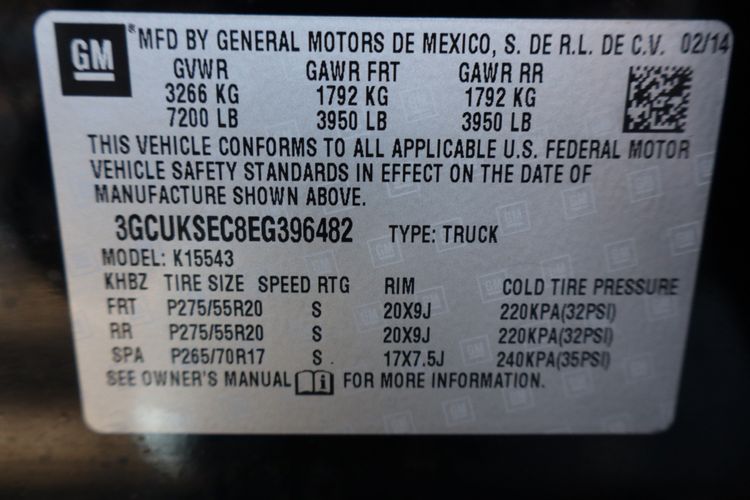 GM ® MFD BY GENERAL MOTORS DE MEXICO, S. DE R.L. DE C.V. 02/14
GVWR GAWR FRT GAWR RR
3266 KG 1792 KG 1792 KG
7200 LB 3950 LB 3950 LB
THIS VEHICLE CONFORMS TO ALL APPLICABLE U.S. FEDERAL MOTOR
VEHICLE SAFETY STANDARDS IN EFFECT ON THE DATE OF
MANUFACTURE SHOWN ABOVE.
3GCUKSEC8EG396482 TYPE: TRUCK
MODEL: K15543
KHBZ TIRE SIZE SPEED RTG RIM COLD TIRE PRESSURE
FRT P275/55R20 S 20X9J 220KPA(32PSI)
RR P275/55R20 S 20X9J 220KPA(32PSI)
SPA P265/70R17 S 17X7.5J 240KPA(35PSI)
SEE OWNER'S MANUAL FOR MORE INFORMATION.